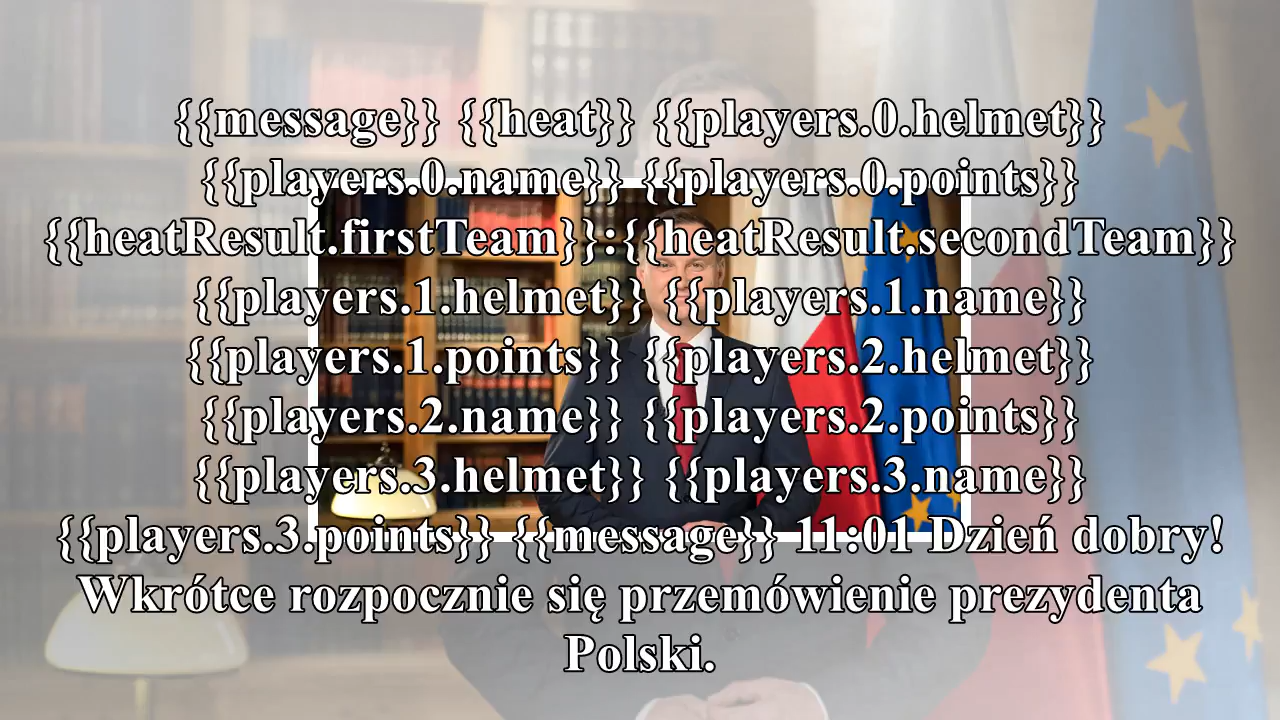 {{message}} {{heat}} {{players.0.helmet}}
{{players.0.name}} {{players.0.points}}
{{heatResult.firstTeam}}:{{heatResult.secondTeam}}
{{players.1.helmet}} {{players.1.name}}
{{players.1.points}} {{players.2.helmet}}
{{players.2.name}} {{players.2.points}}
{{players.3.helmet}} {{players.3.name}}
{{players.3.points}} {{message}} 11:01 Dzień dobry!
Wkrótce rozpocznie się przemówienie prezydenta
Polski.